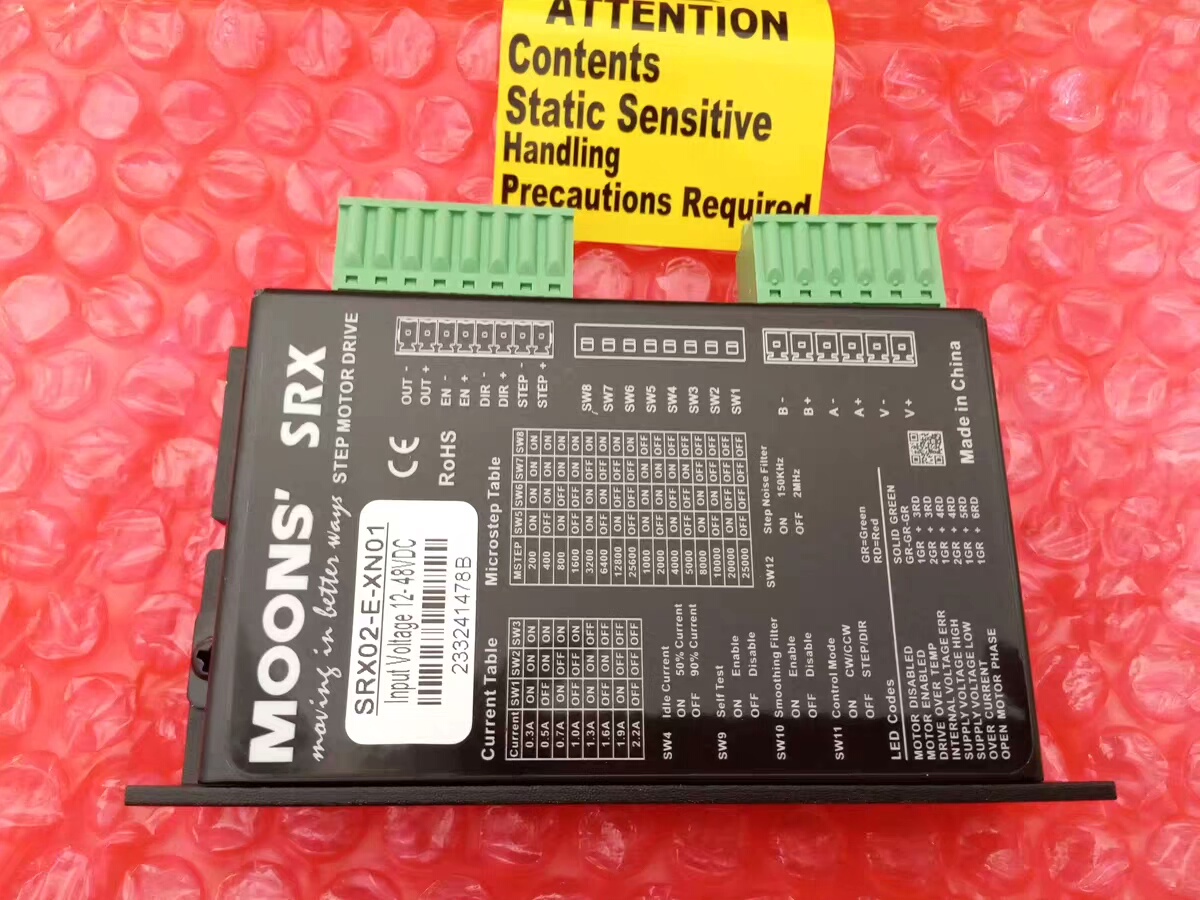 ATTENTION
Contents
Static Sensitive
Handling
Precautions Required
MOONS' SRX
moving in better ways STEP MOTOR DRIVE
SRX02-E-XN01
Input Voltage 12-48VDC
233241478B
CE
RoHS
OUT -
OUT +
EN -
EN +
DIR -
DIR +
STEP -
STEP +
SW8
SW7
SW6
SW5
SW4
SW3
SW2
SW1
B -
B +
A -
A +
V -
V+
Current Table
Current SW1 SW2 SW3
0.3A ON ON ON
0.5A OFF ON ON
0.7A ON OFF ON
1.0A OFF OFF ON
1.3A ON ON OFF
1.6A OFF ON OFF
1.9A ON OFF OFF
2.2A OFF OFF OFF
Microstep Table
MSTEP SW5 SW6 SW7 SW8
200 ON ON ON ON
400 OFF ON ON ON
800 ON OFF ON ON
1600 OFF OFF ON ON
3200 ON ON OFF ON
6400 OFF ON OFF ON
12800 ON OFF OFF ON
25600 OFF OFF OFF ON
1000 ON ON ON OFF
2000 OFF ON ON OFF
4000 ON OFF ON OFF
5000 OFF OFF ON OFF
8000 ON ON OFF OFF
10000 OFF ON OFF OFF
20000 ON OFF OFF OFF
25000 OFF OFF OFF OFF
SW4 Idle Current
ON 50% Current
OFF 90% Current
SW9 Self Test
ON Enable
OFF Disable
SW10 Smoothing Filter
ON Enable
OFF Disable
SW11 Control Mode
ON CW/CCW
OFF STEP/DIR
SW12 Step Noise Filter
ON 150KHz
OFF 2MHz
GR=Green
RD=Red
LED Codes
MOTOR DISABLED SOLID GREEN
MOTOR ENABLED GR-GR-GR
DRIVE OVER TEMP 1GR + 3RD
INTERNAL VOLTAGE ERR 2GR + 3RD
SUPPLY VOLTAGE HIGH 1GR + 4RD
SUPPLY VOLTAGE LOW 2GR + 4RD
OVER CURRENT 1GR + 5RD
OPEN MOTOR PHASE 1GR + 6RD
Made in China